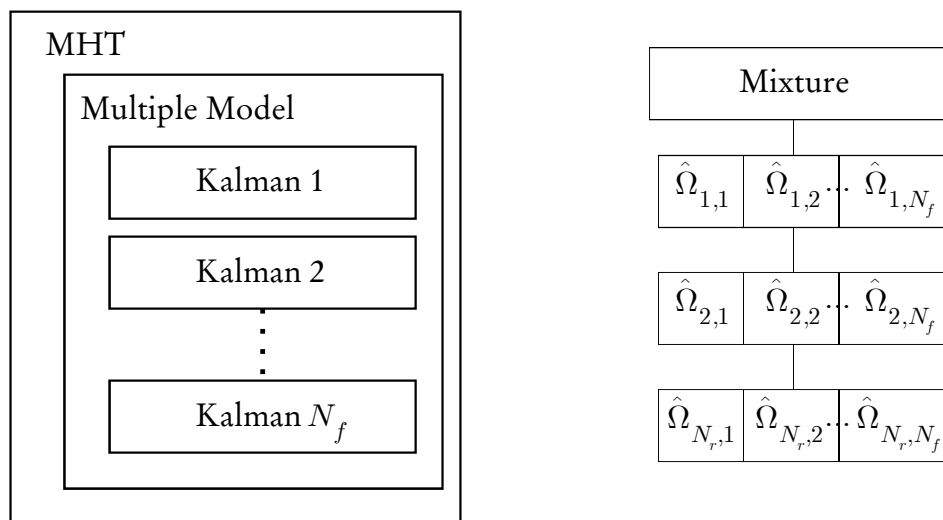 MHT
Multiple Model
Kalman 1
Kalman 2
Kalman N_f
Mixture
Ω̂_{1,1} Ω̂_{1,2} ... Ω̂_{1,N_f}
Ω̂_{2,1} Ω̂_{2,2} ... Ω̂_{2,N_f}
Ω̂_{N_r,1} Ω̂_{N_r,2} ... Ω̂_{N_r,N_f}